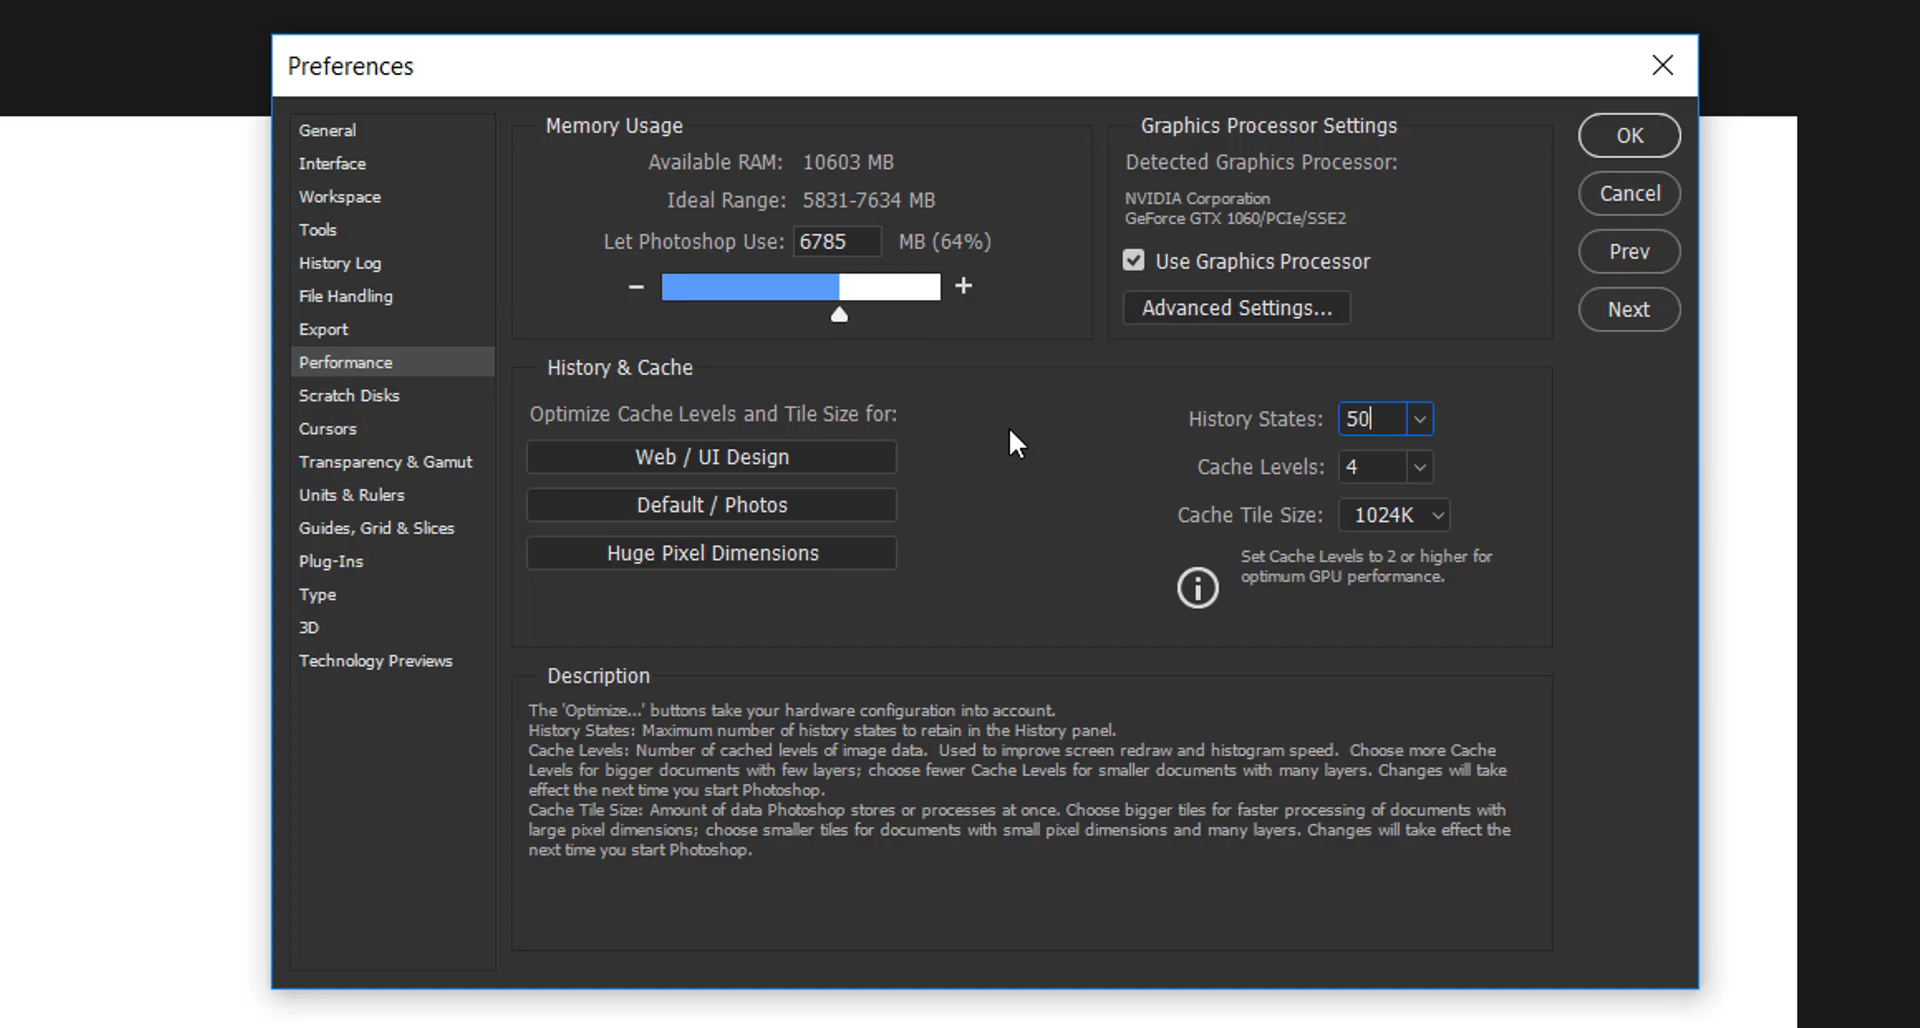 Preferences
General
Interface
Workspace
Tools
History Log
File Handling
Export
Performance
Scratch Disks
Cursors
Transparency & Gamut
Units & Rulers
Guides, Grid & Slices
Plug-Ins
Type
3D
Technology Previews
Memory Usage
Available RAM: 10603 MB
Ideal Range: 5831-7634 MB
Let Photoshop Use: 6785 MB (64%)
Graphics Processor Settings
Detected Graphics Processor:
NVIDIA Corporation
GeForce GTX 1060/PCIe/SSE2
Use Graphics Processor
Advanced Settings...
OK
Cancel
Prev
Next
History & Cache
Optimize Cache Levels and Tile Size for:
Web / UI Design
Default / Photos
Huge Pixel Dimensions
History States: 50
Cache Levels: 4
Cache Tile Size: 1024K
Set Cache Levels to 2 or higher for
optimum GPU performance.
Description
The 'Optimize...' buttons take your hardware configuration into account.
History States: Maximum number of history states to retain in the History panel.
Cache Levels: Number of cached levels of image data.  Used to improve screen redraw and histogram speed.  Choose more Cache
Levels for bigger documents with few layers; choose fewer Cache Levels for smaller documents with many layers. Changes will take
effect the next time you start Photoshop.
Cache Tile Size: Amount of data Photoshop stores or processes at once. Choose bigger tiles for faster processing of documents with
large pixel dimensions; choose smaller tiles for documents with small pixel dimensions and many layers. Changes will take effect the
next time you start Photoshop.